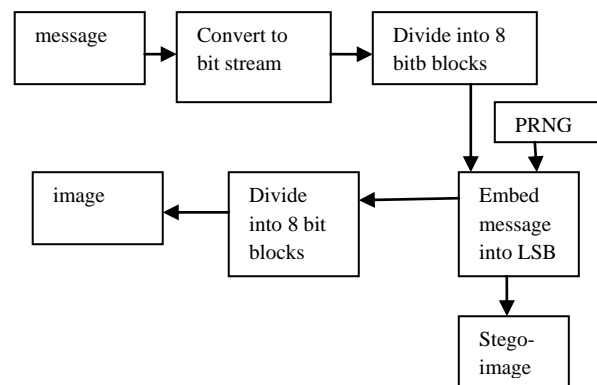 message
Convert to
bit stream
Divide into 8
bitb blocks
PRNG
image
Divide
into 8 bit
blocks
Embed
message
into LSB
Stego-
image